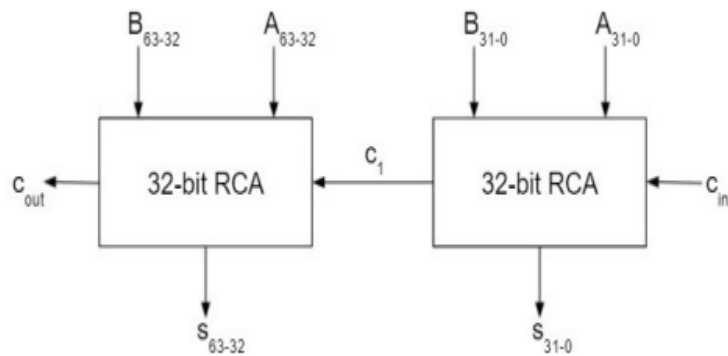 B63-32 A63-32 B31-0 A31-0
cout 32-bit RCA c1 32-bit RCA cin
s63-32 s31-0